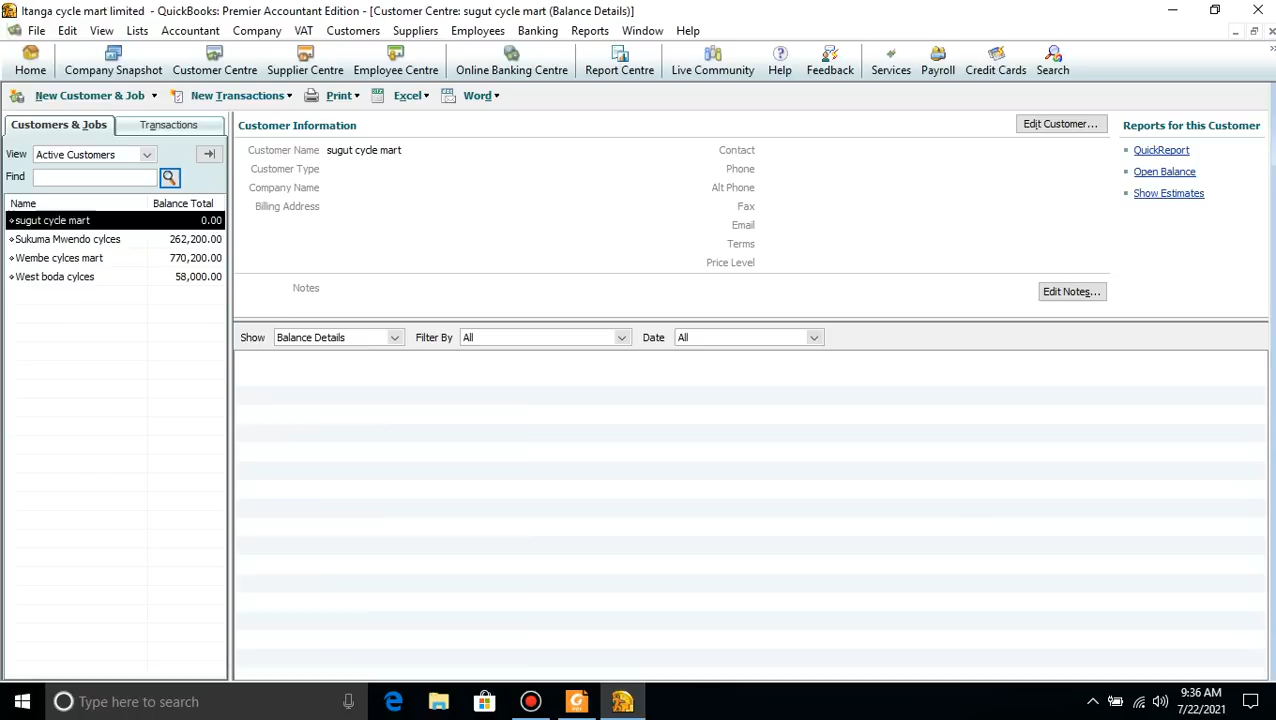 Itanga cycle mart limited - QuickBooks: Premier Accountant Edition - [Customer Centre: sugut cycle mart (Balance Details)]
File Edit View Lists Accountant Company VAT Customers Suppliers Employees Banking Reports Window Help
Home Company Snapshot Customer Centre Supplier Centre Employee Centre Online Banking Centre Report Centre Live Community Help Feedback Services Payroll Credit Cards Search
New Customer & Job New Transactions Print Excel Word
Customers & Jobs Transactions
View Active Customers
Find
Name Balance Total
sugut cycle mart 0.00
Sukuma Mwendo cylces 262,200.00
Wembe cylces mart 770,200.00
West boda cylces 58,000.00
Customer Information Edit Customer...
Customer Name sugut cycle mart Contact
Customer Type Phone
Company Name Alt Phone
Billing Address Fax
Email
Terms
Price Level
Notes Edit Notes...
Reports for this Customer
QuickReport
Open Balance
Show Estimates
Show Balance Details Filter By All Date All
Type here to search
9:36 AM
7/22/2021